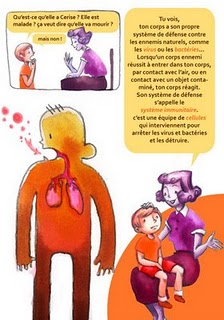 Qu'est-ce qu'elle a Cerise ? Elle est
malade ? ça veut dire qu'elle va mourir ?
mais non !
Tu vois,
ton corps a son propre
système de défense contre
les ennemis naturels, comme
les virus ou les bactéries...
Lorsqu'un corps ennemi
réussit à entrer dans ton corps,
par contact avec l'air, ou en
contact avec un objet conta-
miné, ton corps réagit.
Son système de défense
s'appelle le
système immunitaire.
c'est une équipe de cellules
qui interviennent pour
arrêter les virus et bactéries
et les détruire.